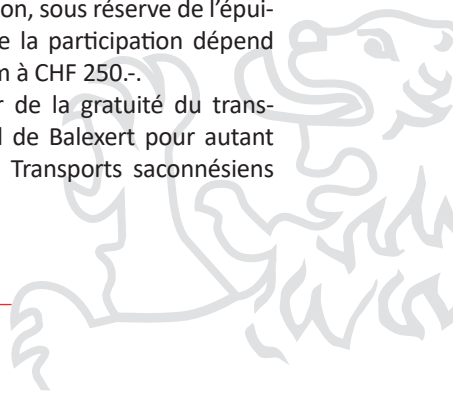 on, sous réserve de l'épui-
e la participation dépend
m à CHF 250.-.
r de la gratuité du trans-
l de Balexert pour autant
Transports saconnésiens